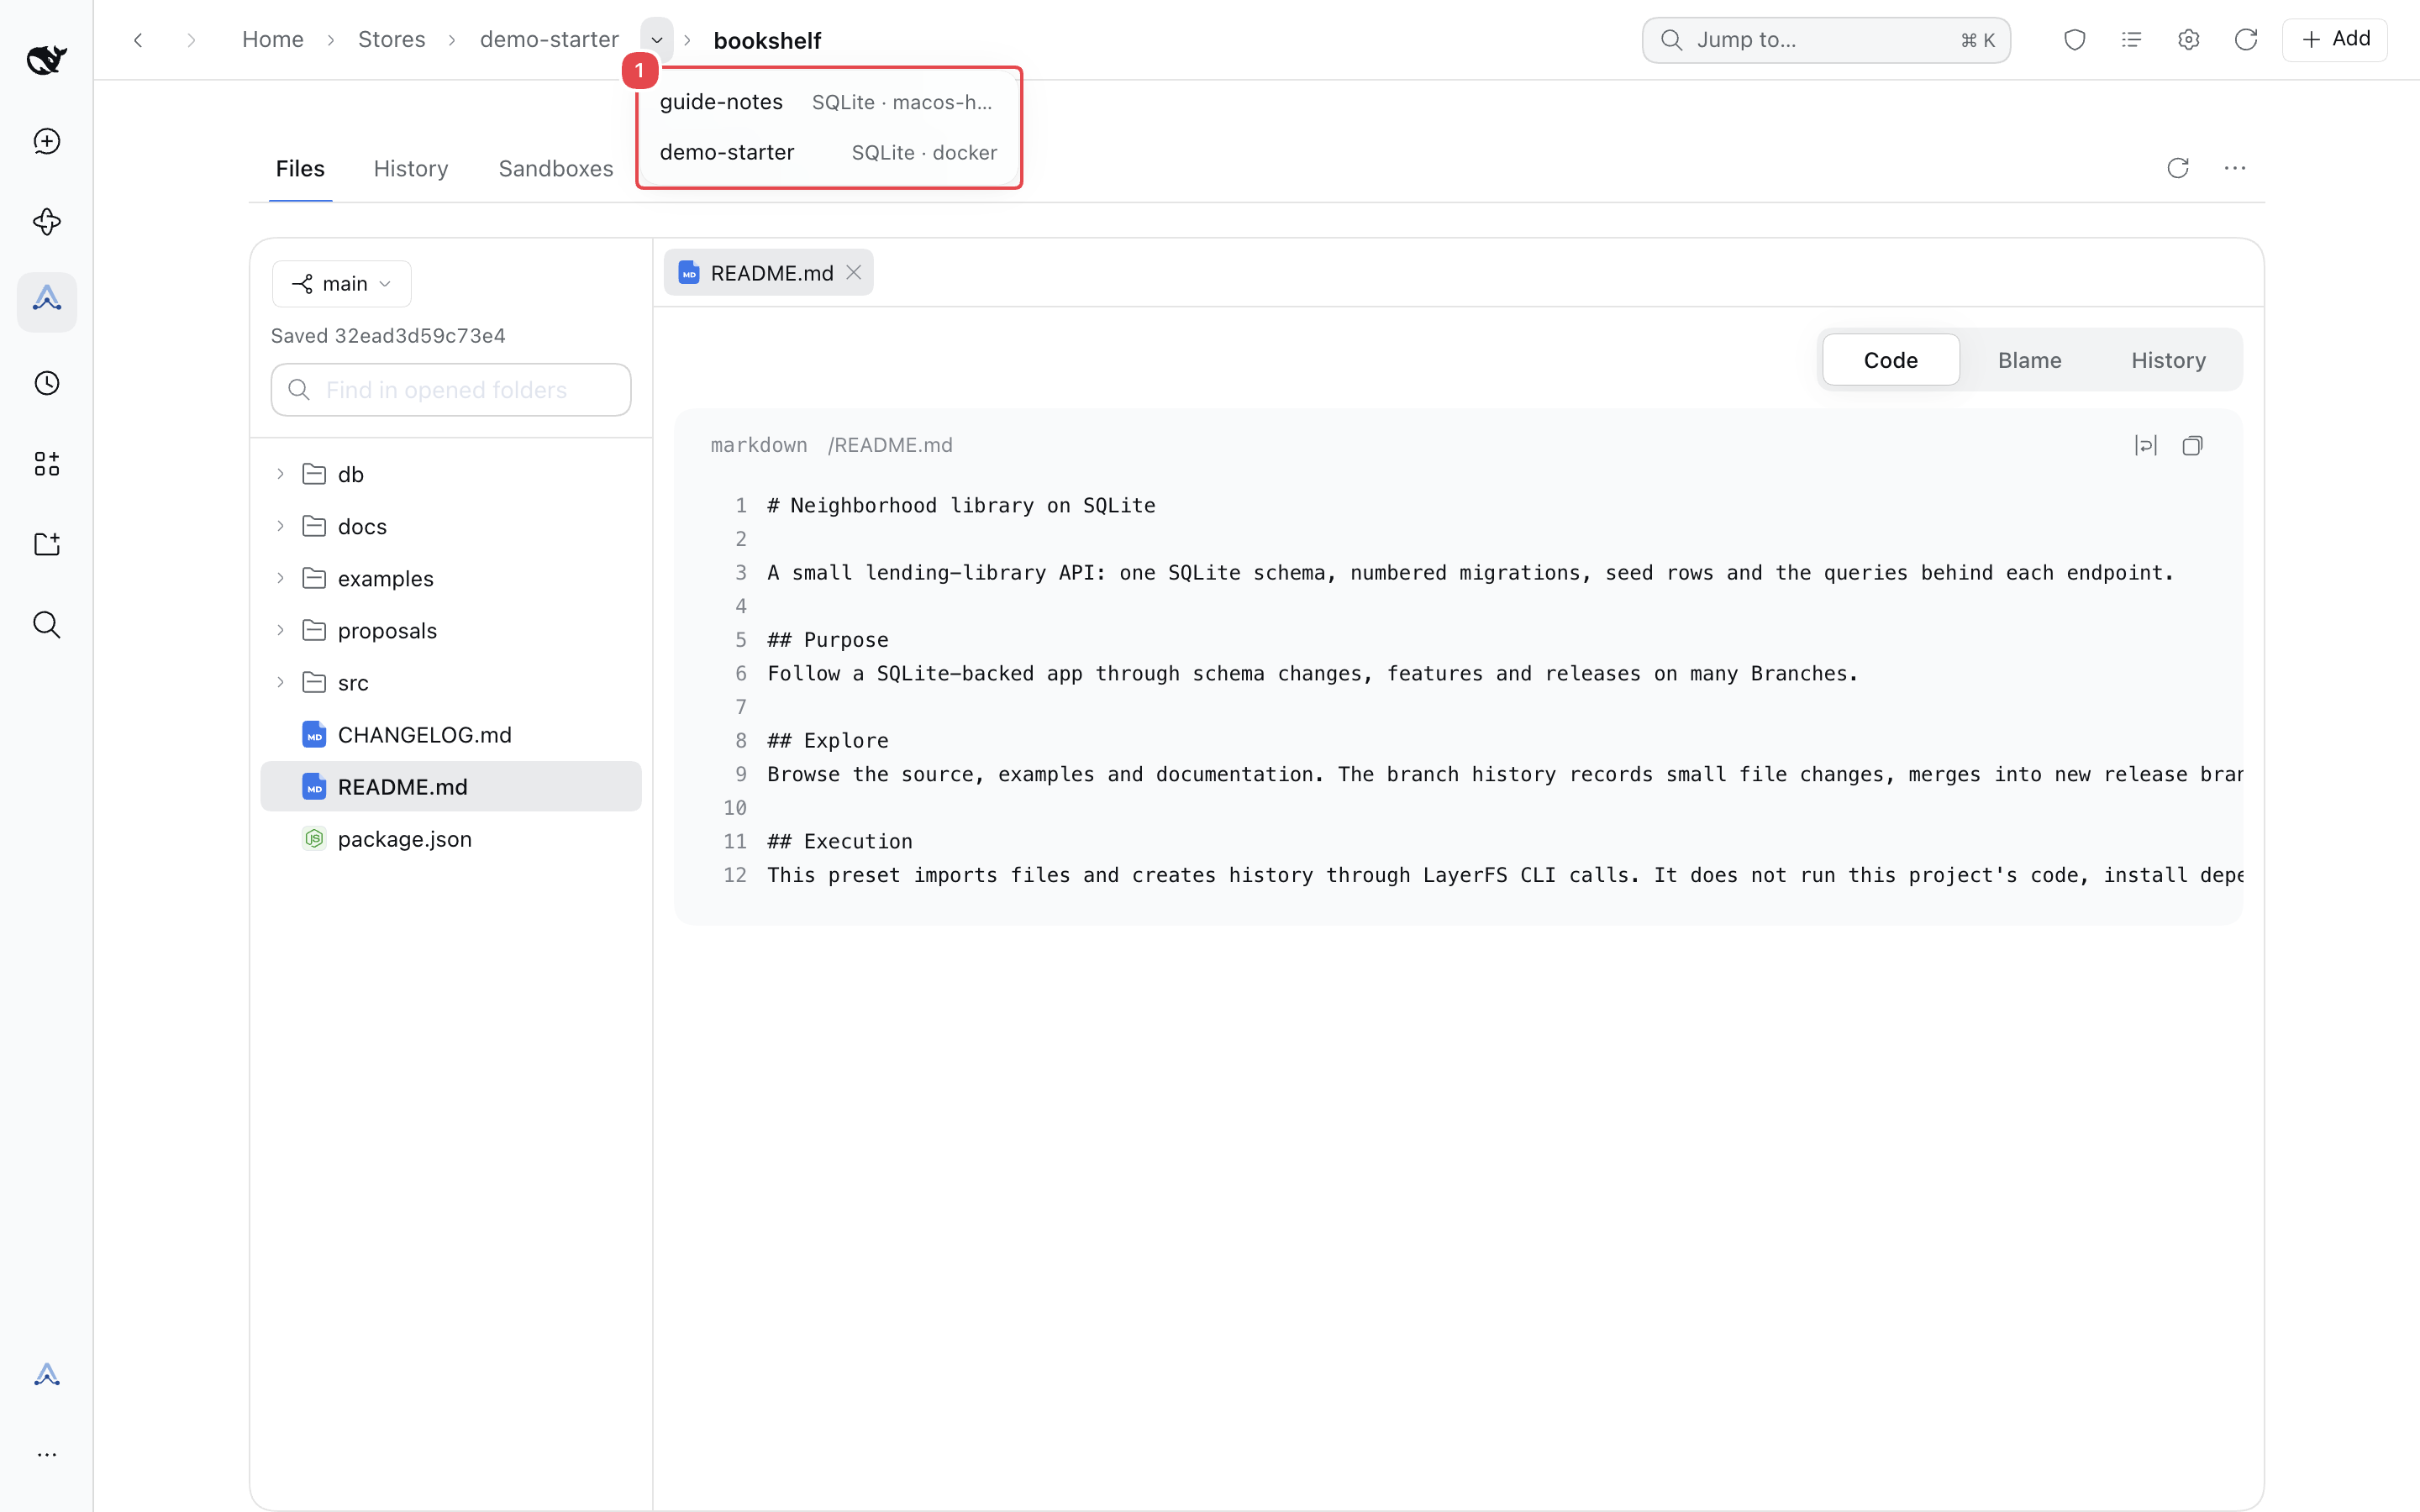 Home > Stores > demo-starter > bookshelf
Jump to... ⌘ K
+ Add
1
guide-notes SQLite · macos-h...
demo-starter SQLite · docker
Files History Sandboxes
main
Saved 32ead3d59c73e4
Find in opened folders
db
docs
examples
proposals
src
MD CHANGELOG.md
MD README.md
JS package.json
MD README.md
Code Blame History
markdown /README.md
1 # Neighborhood library on SQLite
2
3 A small lending-library API: one SQLite schema, numbered migrations, seed rows and the queries behind each endpoint.
4
5 ## Purpose
6 Follow a SQLite-backed app through schema changes, features and releases on many Branches.
7
8 ## Explore
9 Browse the source, examples and documentation. The branch history records small file changes, merges into new release bran
10
11 ## Execution
12 This preset imports files and creates history through LayerFS CLI calls. It does not run this project's code, install depe